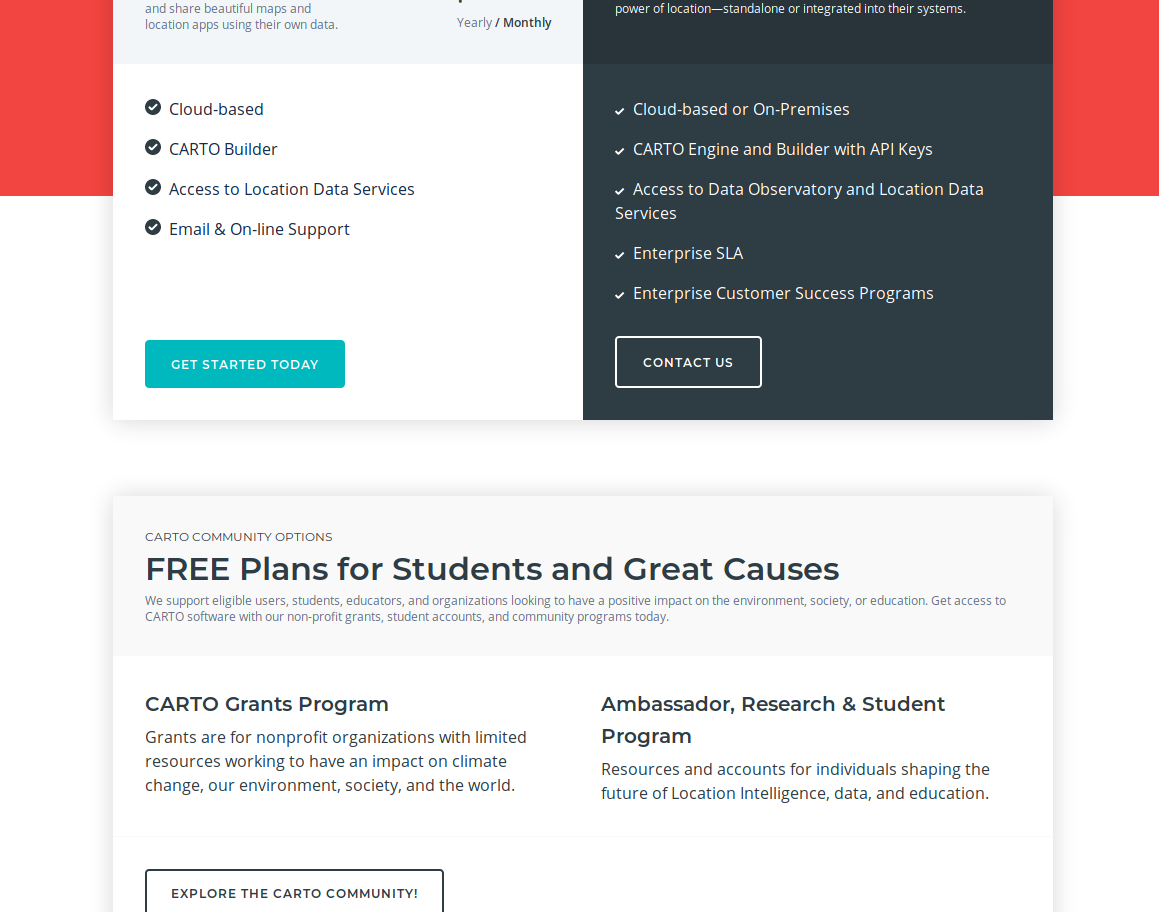 and share beautiful maps and
location apps using their own data.
Yearly / Monthly
Cloud-based
CARTO Builder
Access to Location Data Services
Email & On-line Support
GET STARTED TODAY
power of location—standalone or integrated into their systems.
Cloud-based or On-Premises
CARTO Engine and Builder with API Keys
Access to Data Observatory and Location Data
Services
Enterprise SLA
Enterprise Customer Success Programs
CONTACT US
CARTO COMMUNITY OPTIONS
FREE Plans for Students and Great Causes
We support eligible users, students, educators, and organizations looking to have a positive impact on the environment, society, or education. Get access to
CARTO software with our non-profit grants, student accounts, and community programs today.
CARTO Grants Program
Grants are for nonprofit organizations with limited
resources working to have an impact on climate
change, our environment, society, and the world.
Ambassador, Research & Student
Program
Resources and accounts for individuals shaping the
future of Location Intelligence, data, and education.
EXPLORE THE CARTO COMMUNITY!